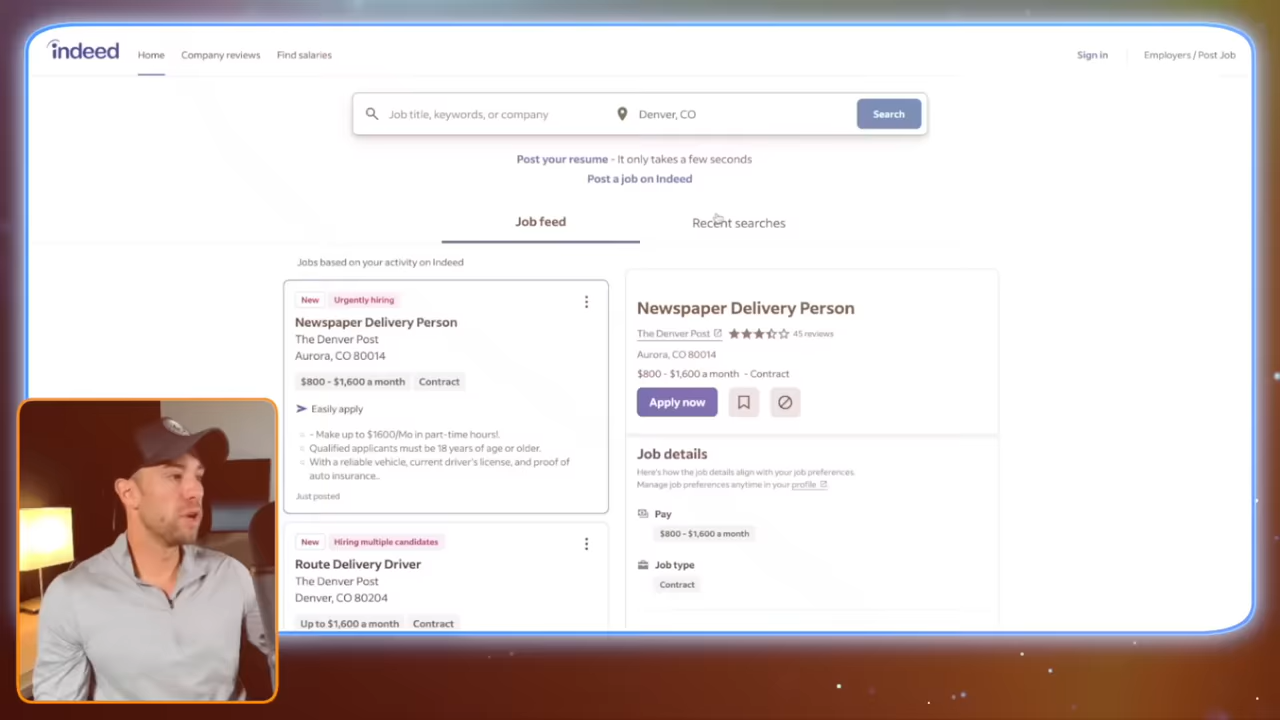 indeed
Home
Company reviews
Find salaries
Sign in
Employers / Post Job
Job title, keywords, or company
Denver, CO
Search
Post your resume - It only takes a few seconds
Post a job on Indeed
Job feed
Recent searches
Jobs based on your activity on Indeed
New
Urgently hiring
Newspaper Delivery Person
The Denver Post
Aurora, CO 80014
$800 - $1,600 a month
Contract
Easily apply
- Make up to $1600/Mo in part-time hours!.
Qualified applicants must be 18 years of age or older.
With a reliable vehicle, current driver's license, and proof of
auto insurance..
Just posted
New
Hiring multiple candidates
Route Delivery Driver
The Denver Post
Denver, CO 80204
Up to $1,600 a month
Contract
Newspaper Delivery Person
The Denver Post
45 reviews
Aurora, CO 80014
$800 - $1,600 a month - Contract
Apply now
Job details
Here's how the job details align with your job preferences.
Manage job preferences anytime in your profile.
Pay
$800 - $1,600 a month
Job type
Contract